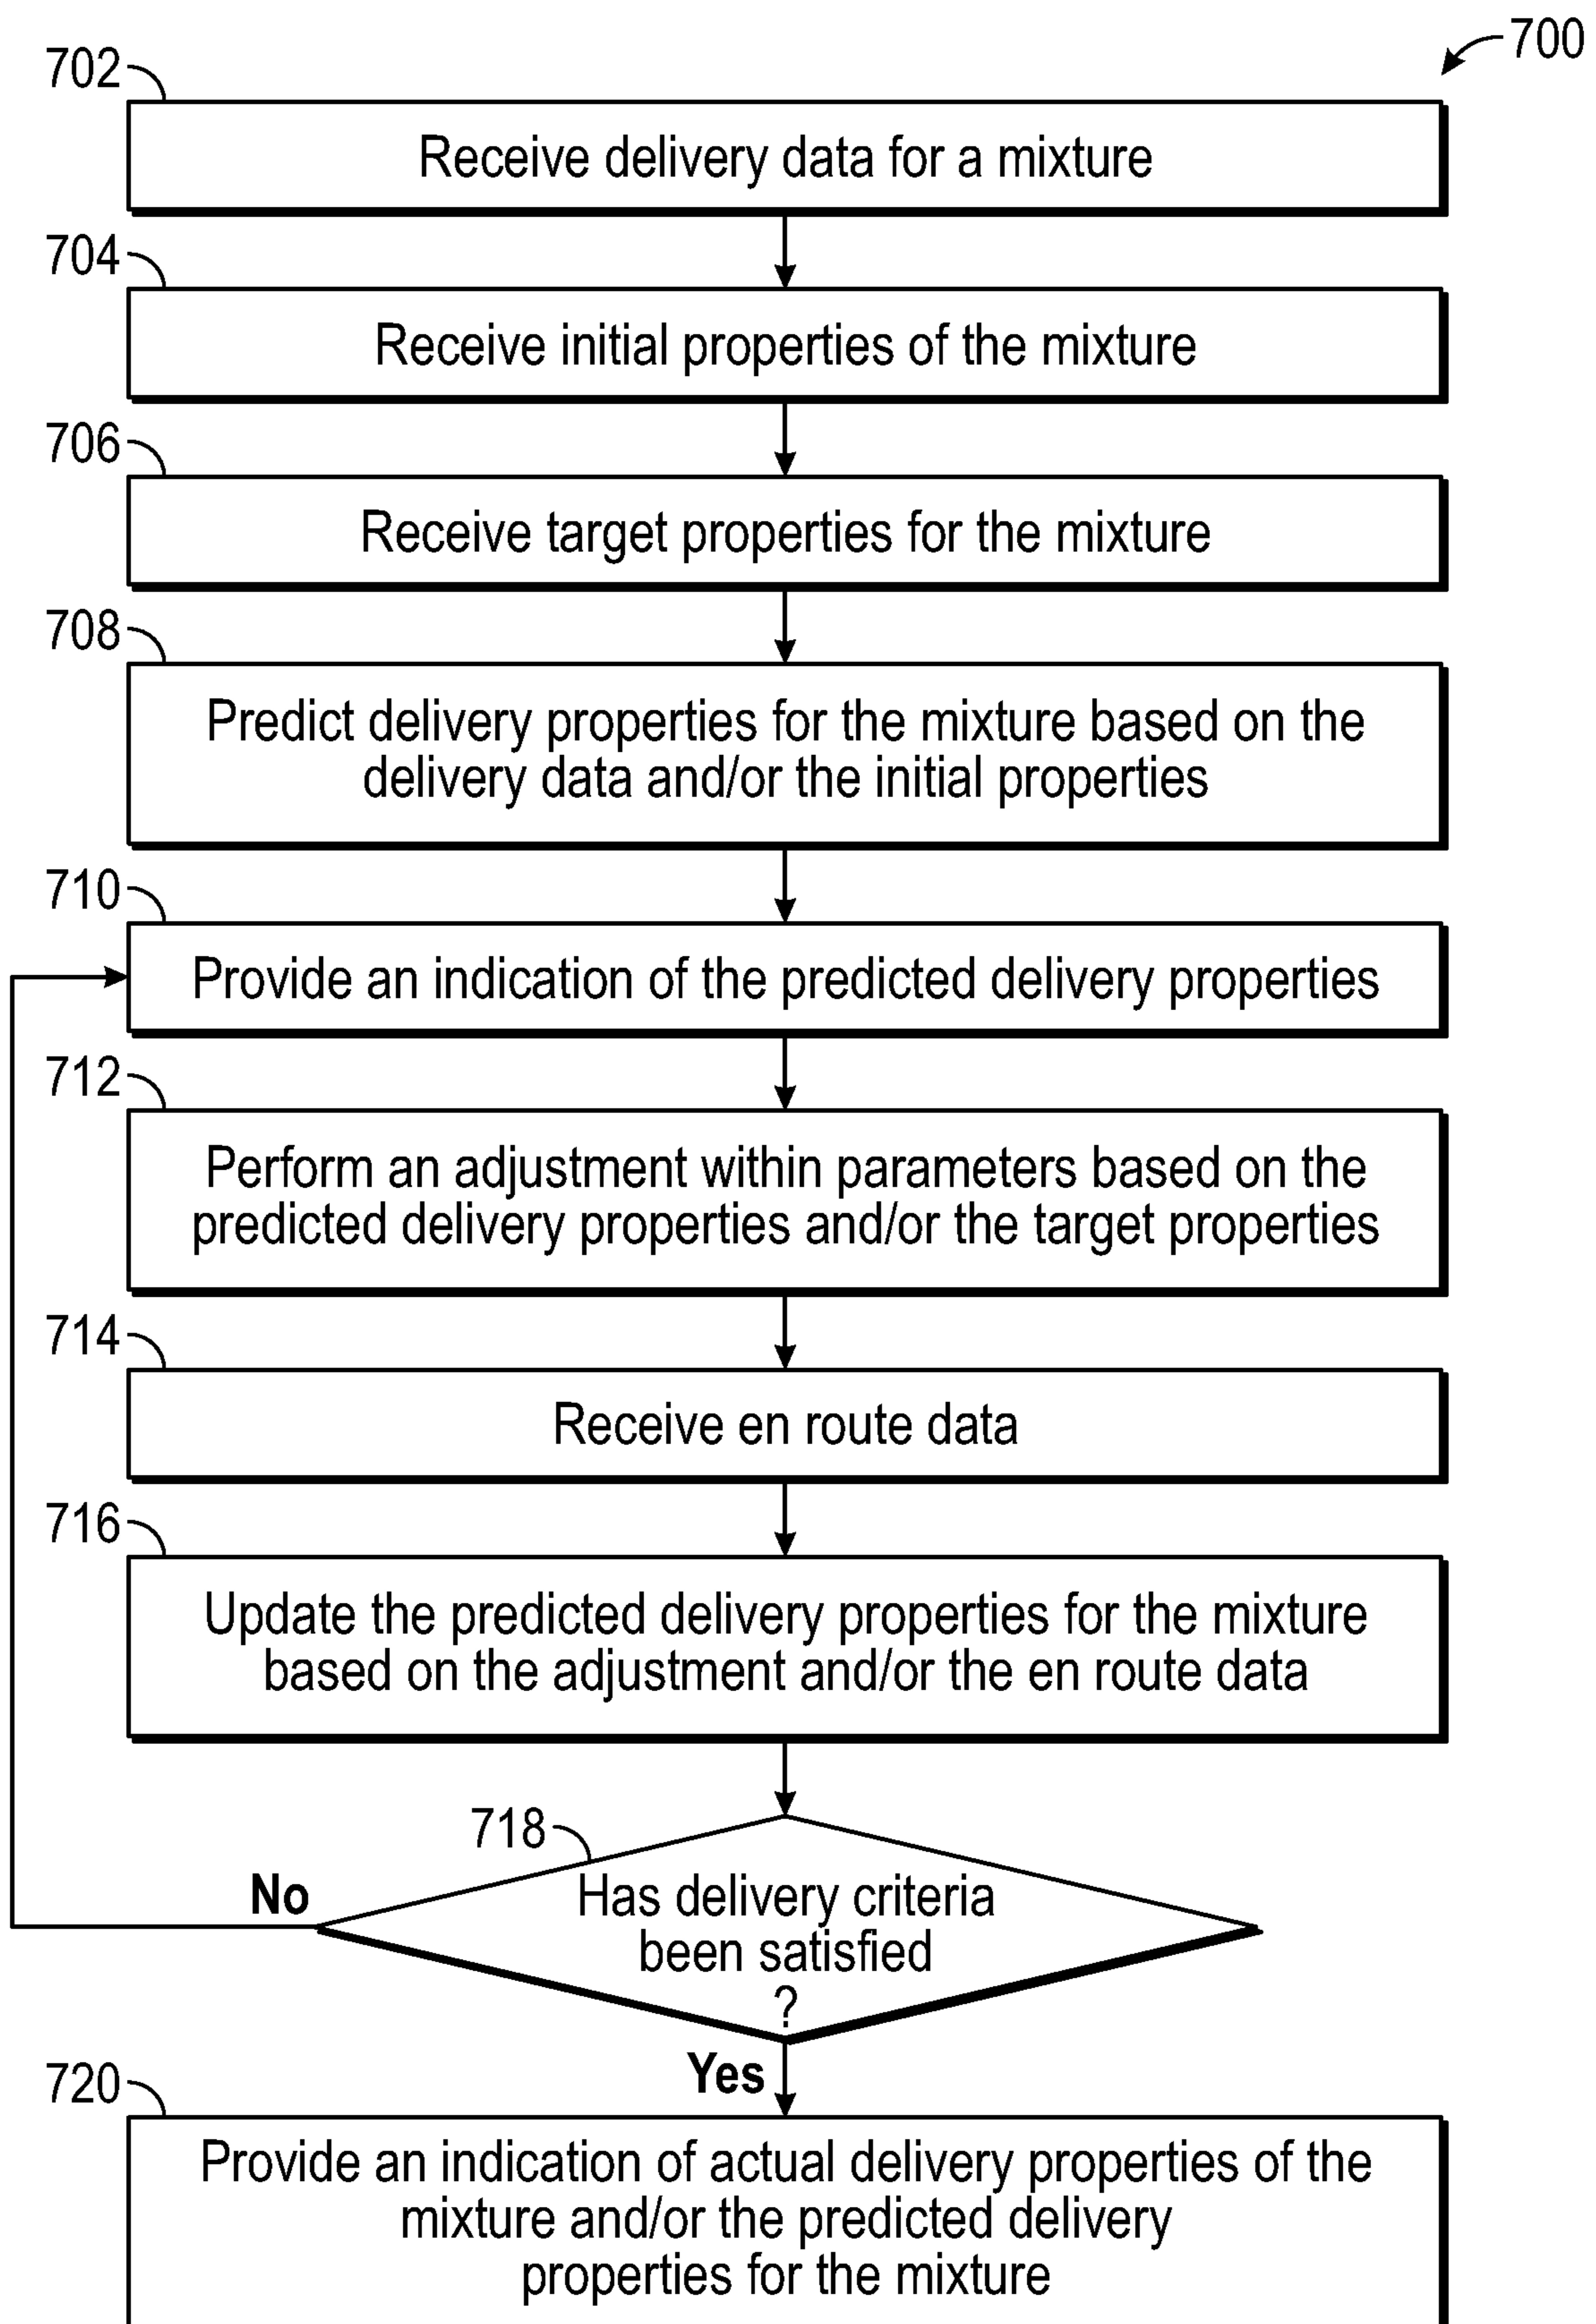 700
702
Receive delivery data for a mixture
704
Receive initial properties of the mixture
706
Receive target properties for the mixture
708
Predict delivery properties for the mixture based on the
delivery data and/or the initial properties
710
Provide an indication of the predicted delivery properties
712
Perform an adjustment within parameters based on the
predicted delivery properties and/or the target properties
714
Receive en route data
716
Update the predicted delivery properties for the mixture
based on the adjustment and/or the en route data
718
Has delivery criteria
been satisfied
?
No
Yes
720
Provide an indication of actual delivery properties of the
mixture and/or the predicted delivery
properties for the mixture